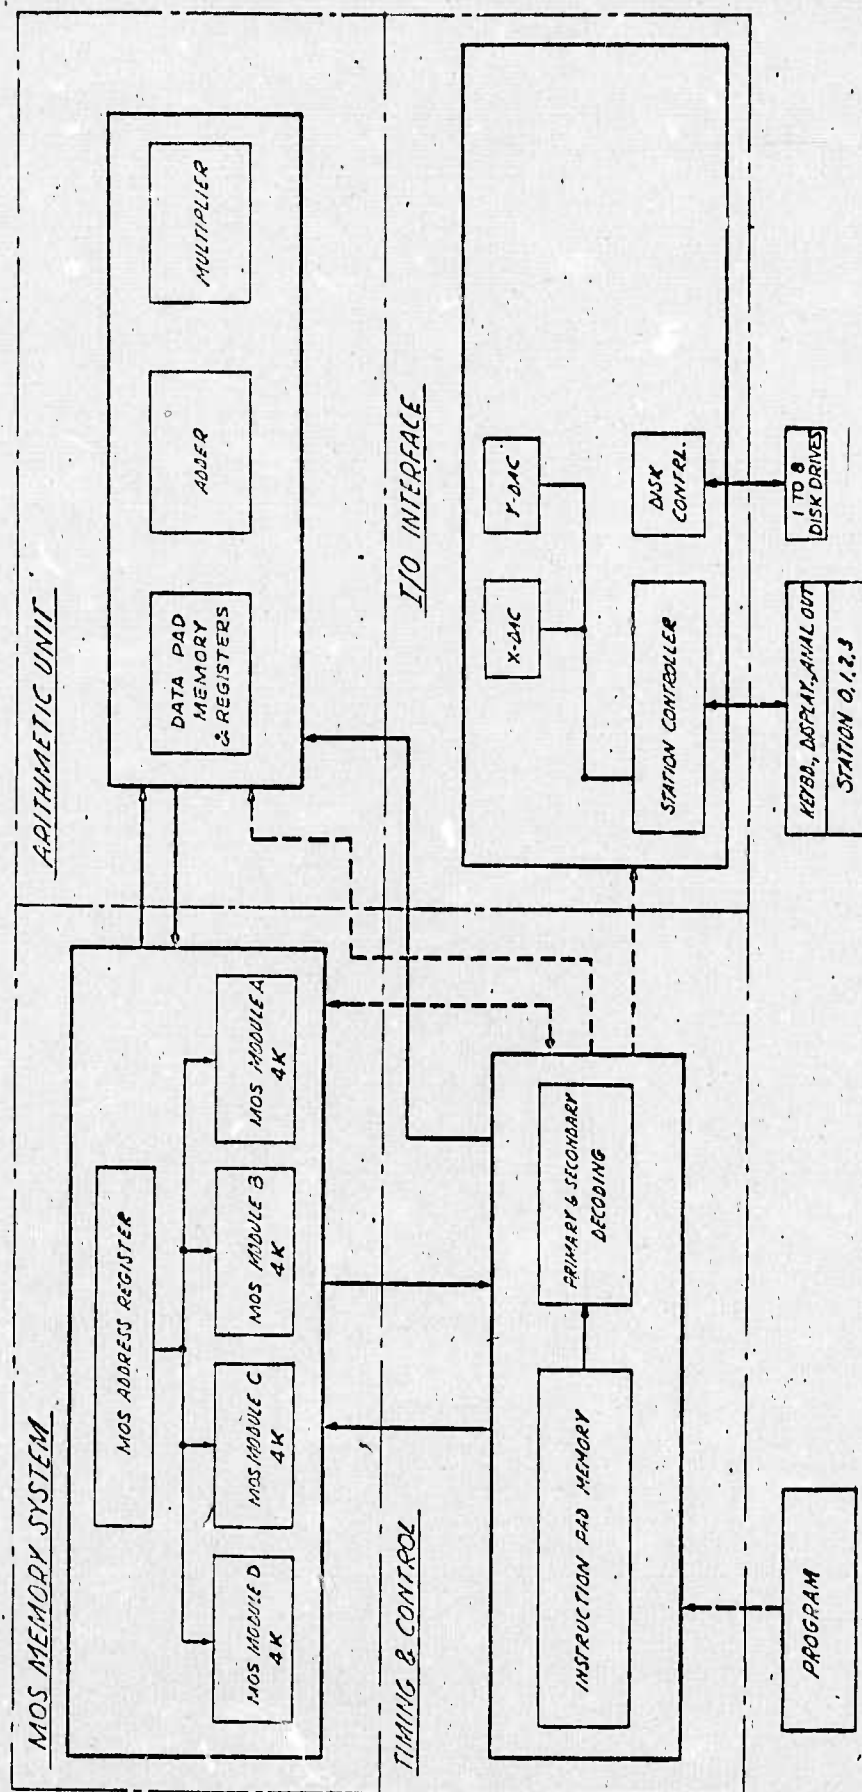 MOS MEMORY SYSTEM
MOS ADDRESS REGISTER
MOS MODULE D
4K
MOS MODULE C
4K
MOS MODULE B
4K
MOS MODULE A
4K
ARITHMETIC UNIT
DATA PAD
MEMORY
& REGISTERS
ADDER
MULTIPLIER
TIMING & CONTROL
INSTRUCTION PAD MEMORY
PRIMARY & SECONDARY
DECODING
PROGRAM
I/O INTERFACE
X-DAC
Y-DAC
STATION CONTROLLER
DISK
CONTRL.
KEYBD., DISPLAY, ANAL OUT
STATION 0,1,2,3
1 TO 8
DISK DRIVES